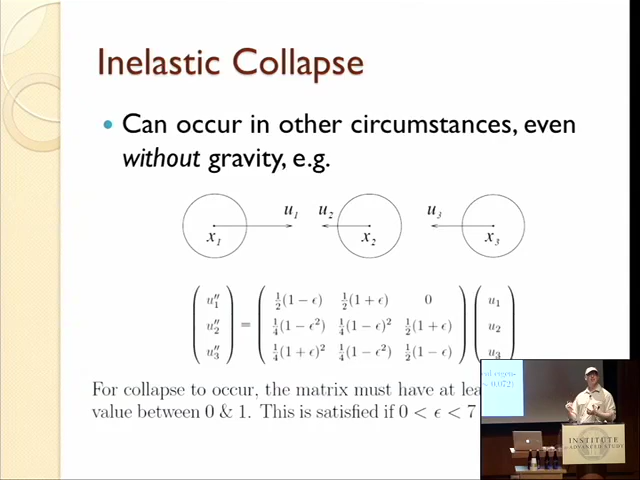 Inelastic Collapse
Can occur in other circumstances, even
without gravity, e.g.
u1 u2 u3
x1 x2 x3
u″1 ½(1 − ϵ) ½(1 + ϵ) 0 u1
u″2 = ¼(1 − ϵ²) ¼(1 − ϵ)² ½(1 + ϵ) u2
u″3 ¼(1 + ϵ)² ¼(1 − ϵ²) ½(1 − ϵ) u3
For collapse to occur, the matrix must have at
value between 0 & 1. This is satisfied if 0 < ϵ < 7
0.072)
INSTITUTE
ADVANCED STUDY